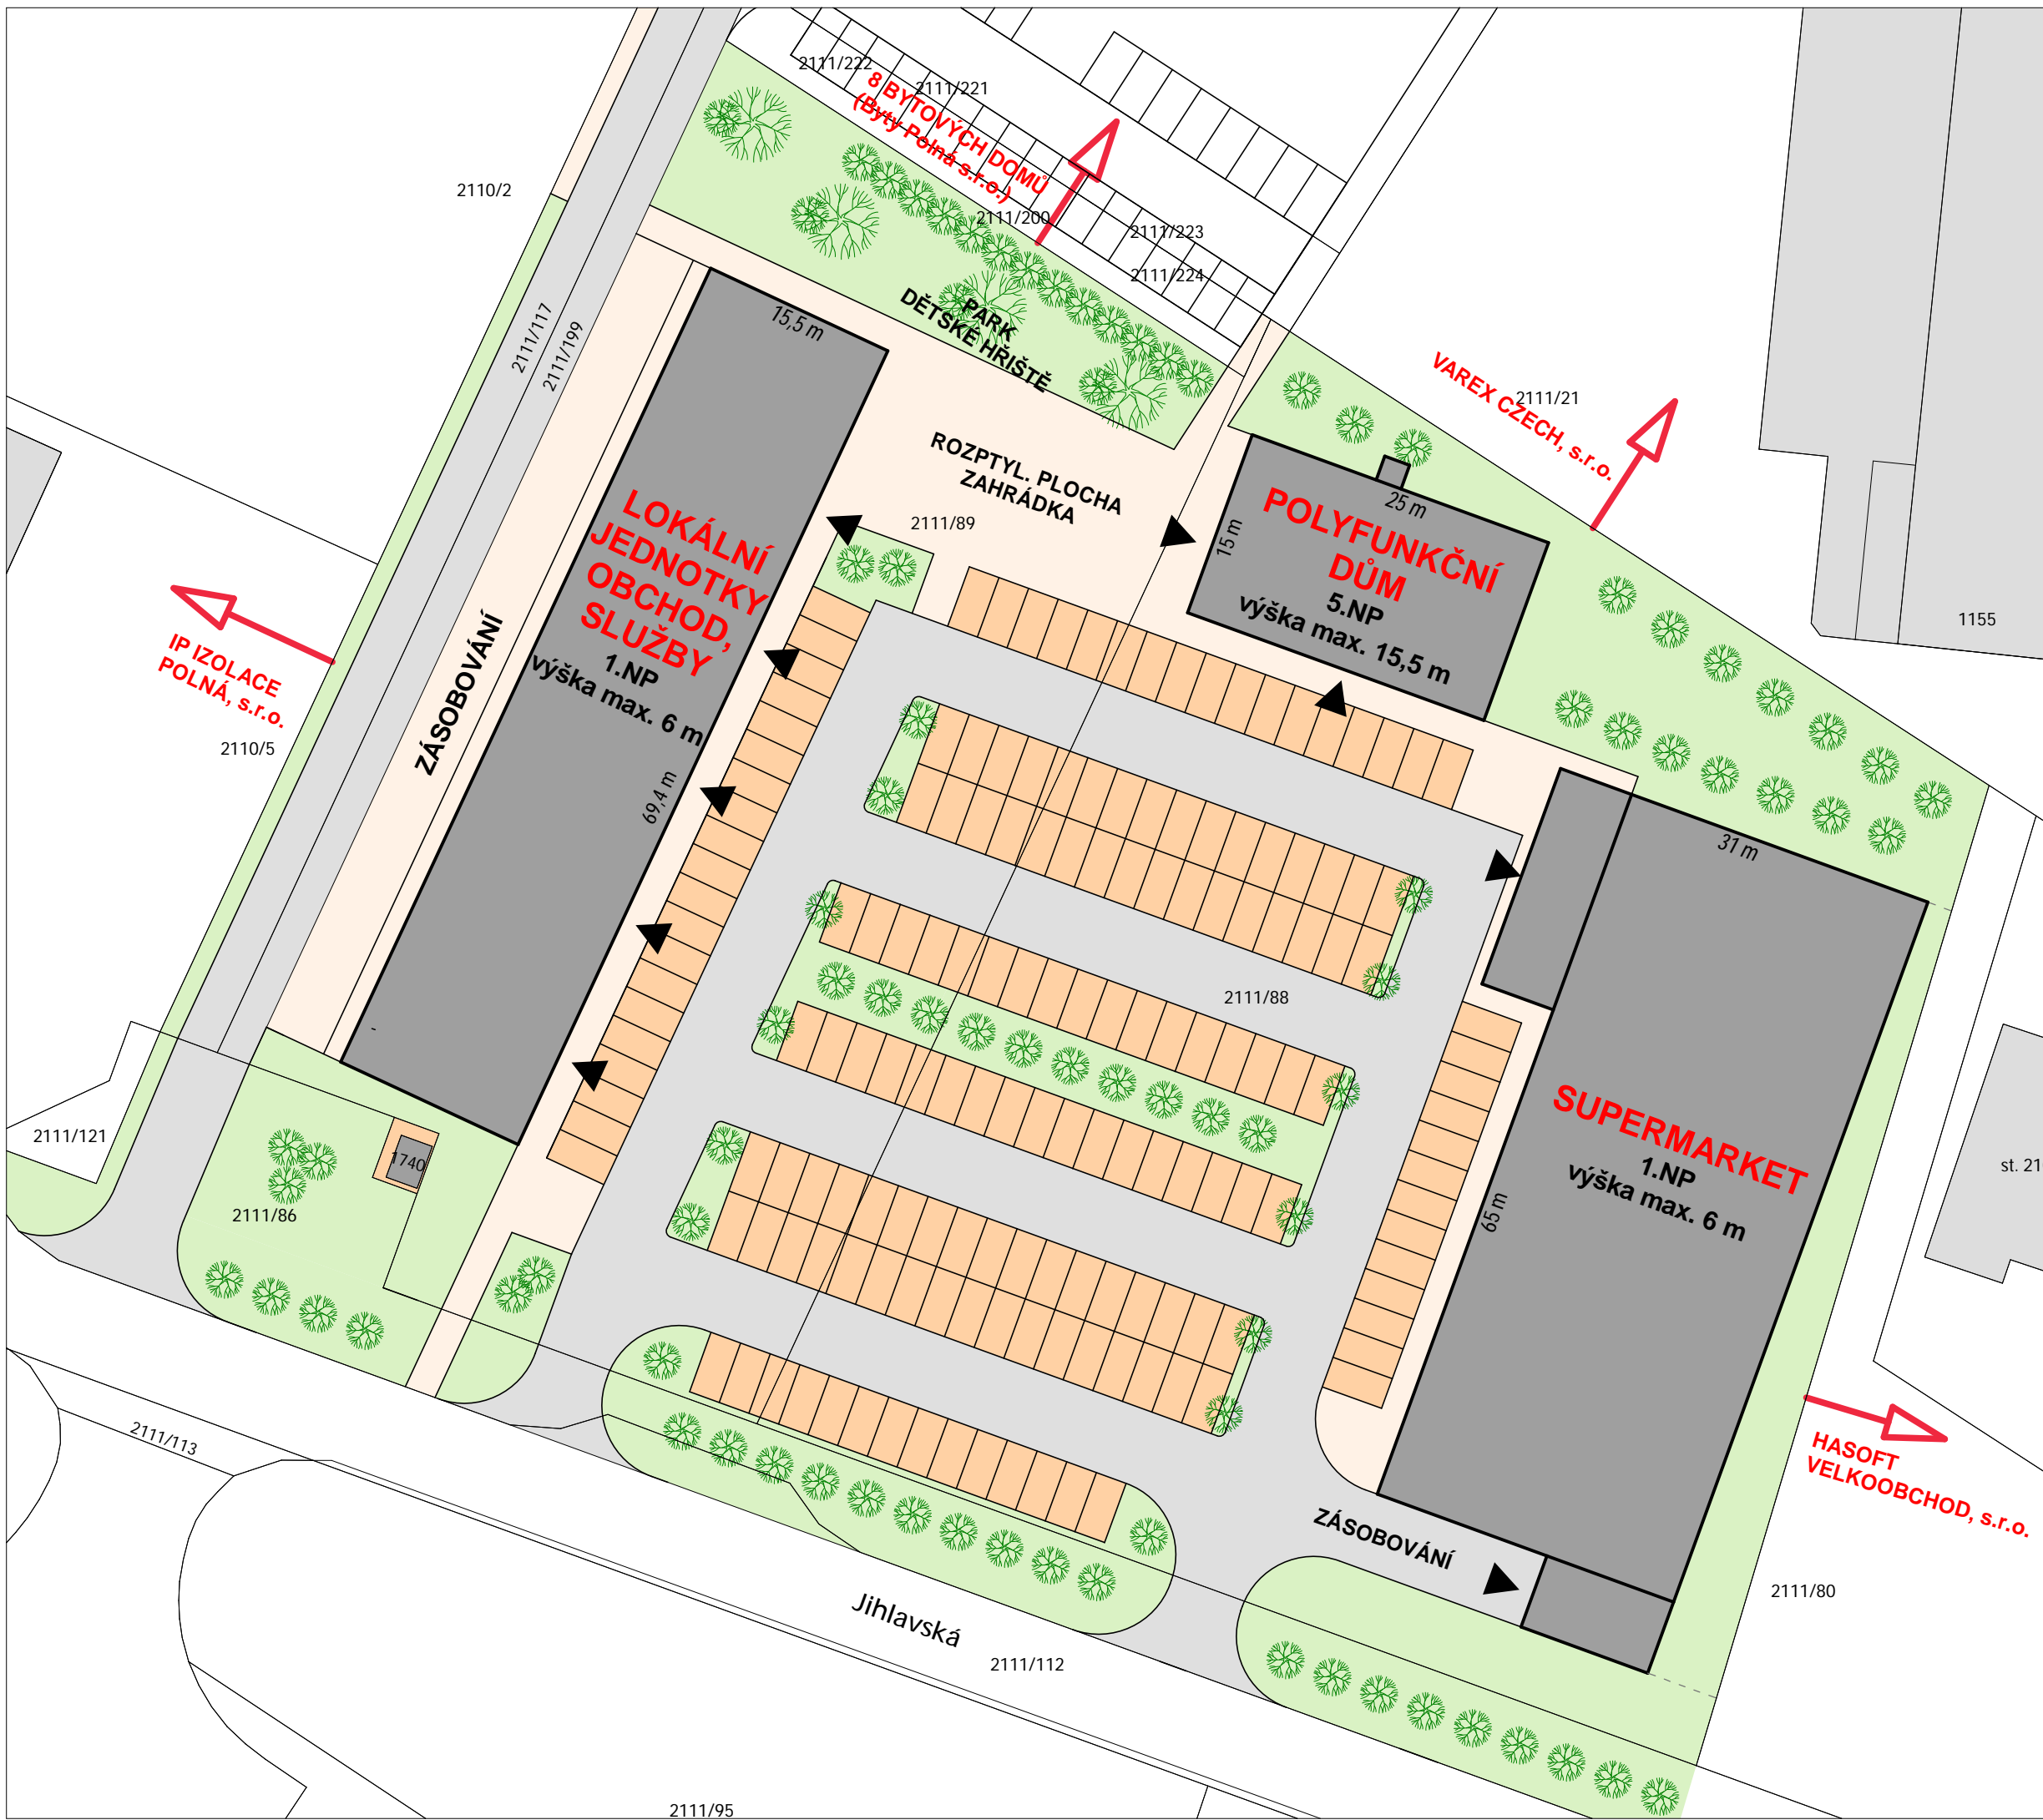 2111/222
2111/221
8 BYTOVÝCH DOMŮ
(Byty Polná s.r.o.)
2110/2
2111/200
2111/223
2111/224
2111/117
2111/199
15,5 m
PARK
DĚTSKÉ HŘIŠTĚ
VAREX CZECH, s.r.o.
2111/21
ROZPTYL. PLOCHA
ZAHRÁDKA
2111/89
LOKÁLNÍ
JEDNOTKY
OBCHOD,
SLUŽBY
1.NP
výška max. 6 m
69,4 m
25 m
15 m
POLYFUNKČNÍ
DŮM
5.NP
výška max. 15,5 m
1155
ZÁSOBOVÁNÍ
IP IZOLACE
POLNÁ, s.r.o.
2110/5
31 m
2111/88
SUPERMARKET
1.NP
výška max. 6 m
65 m
st. 21
2111/121
1740
2111/86
2111/113
HASOFT
VELKOOBCHOD, s.r.o.
ZÁSOBOVÁNÍ
2111/80
Jihlavská
2111/112
2111/95